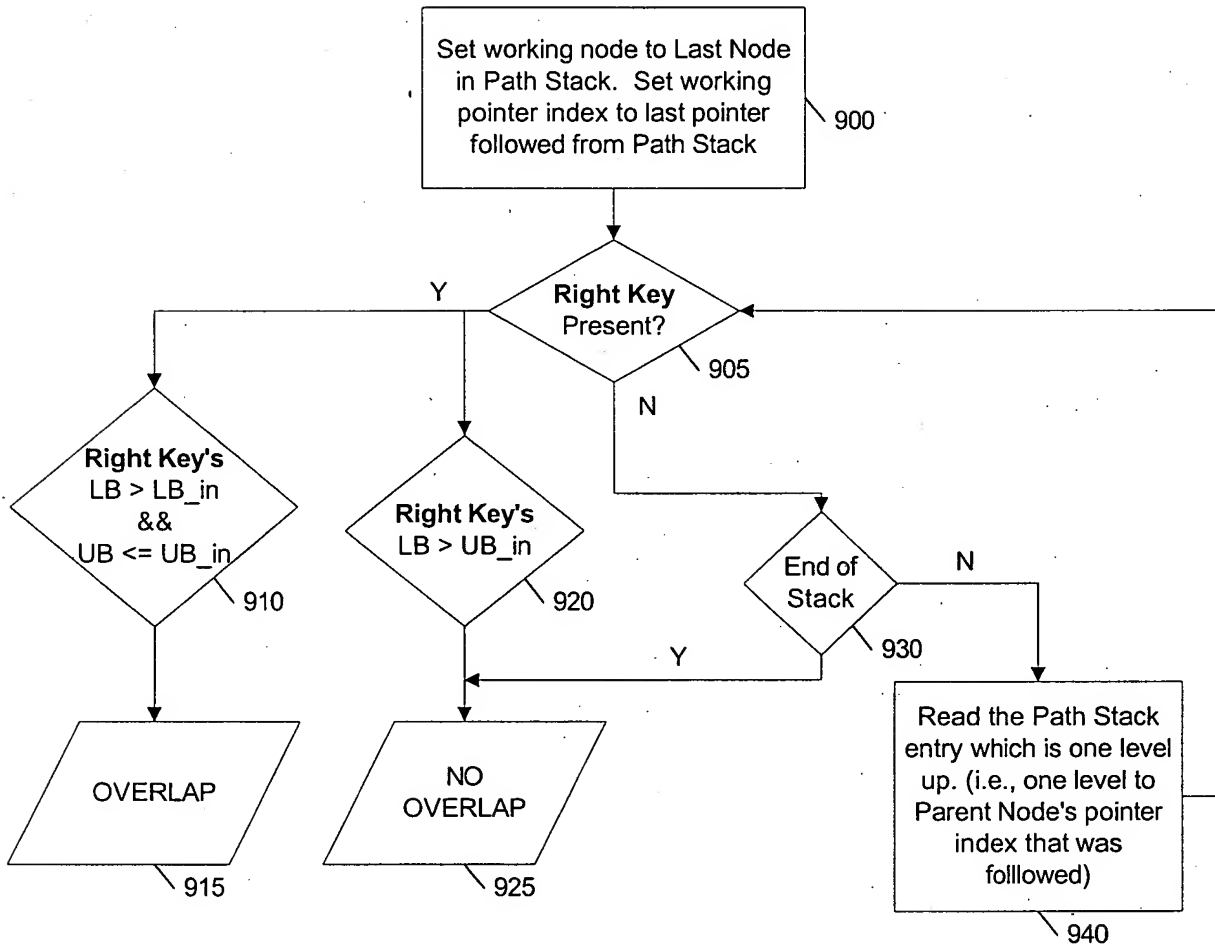 Set working node to Last Node
in Path Stack. Set working
pointer index to last pointer
followed from Path Stack
900
Y
Right Key
Present?
905
N
Right Key's
LB > LB_in
&&
UB <= UB_in
910
Right Key's
LB > UB_in
920
End of
Stack
N
930
Y
OVERLAP
915
NO
OVERLAP
925
Read the Path Stack
entry which is one level
up. (i.e., one level to
Parent Node's pointer
index that was
folllowed)
940